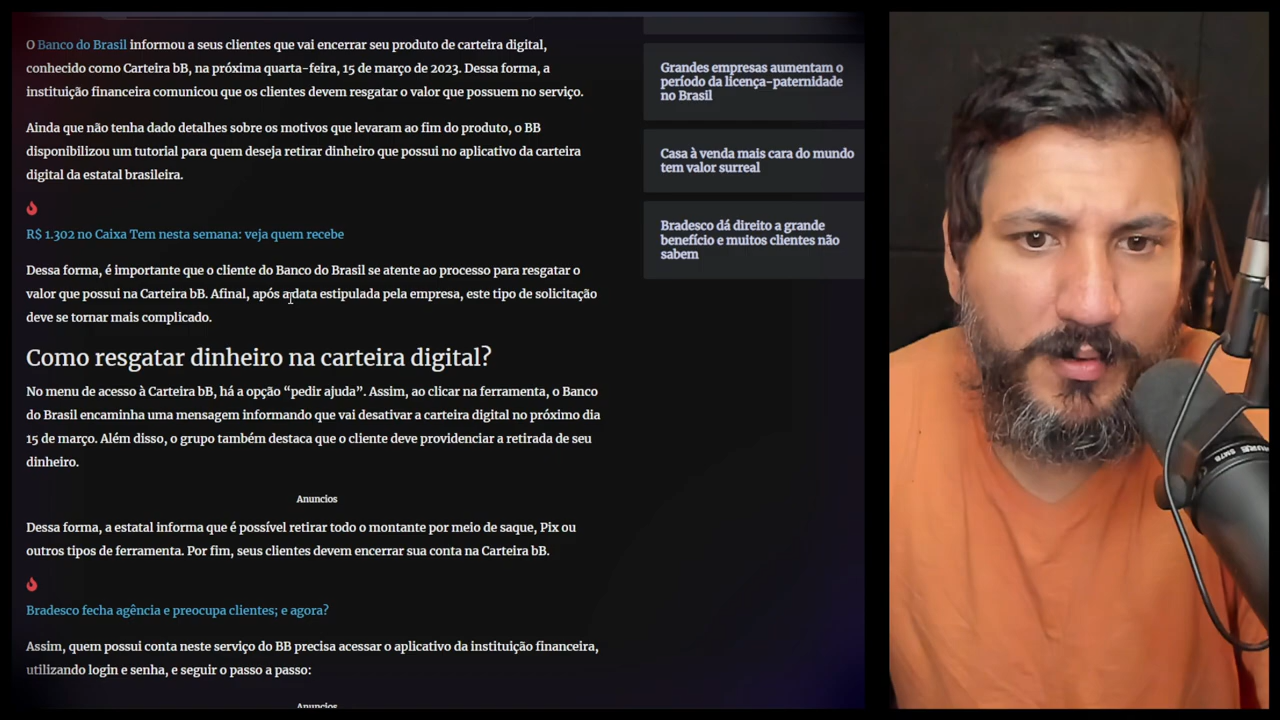 O Banco do Brasil informou a seus clientes que vai encerrar seu produto de carteira digital,
conhecido como Carteira bB, na próxima quarta-feira, 15 de março de 2023. Dessa forma, a
instituição financeira comunicou que os clientes devem resgatar o valor que possuem no serviço.
Ainda que não tenha dado detalhes sobre os motivos que levaram ao fim do produto, o BB
disponibilizou um tutorial para quem deseja retirar dinheiro que possui no aplicativo da carteira
digital da estatal brasileira.
R$ 1.302 no Caixa Tem nesta semana: veja quem recebe
Dessa forma, é importante que o cliente do Banco do Brasil se atente ao processo para resgatar o
valor que possui na Carteira bB. Afinal, após a data estipulada pela empresa, este tipo de solicitação
deve se tornar mais complicado.
Como resgatar dinheiro na carteira digital?
No menu de acesso à Carteira bB, há a opção “pedir ajuda”. Assim, ao clicar na ferramenta, o Banco
do Brasil encaminha uma mensagem informando que vai desativar a carteira digital no próximo dia
15 de março. Além disso, o grupo também destaca que o cliente deve providenciar a retirada de seu
dinheiro.
Anuncios
Dessa forma, a estatal informa que é possível retirar todo o montante por meio de saque, Pix ou
outros tipos de ferramenta. Por fim, seus clientes devem encerrar sua conta na Carteira bB.
Bradesco fecha agência e preocupa clientes; e agora?
Assim, quem possui conta neste serviço do BB precisa acessar o aplicativo da instituição financeira,
utilizando login e senha, e seguir o passo a passo:
Anuncios
Grandes empresas aumentam o
período da licença-paternidade
no Brasil
Casa à venda mais cara do mundo
tem valor surreal
Bradesco dá direito a grande
benefício e muitos clientes não
sabem